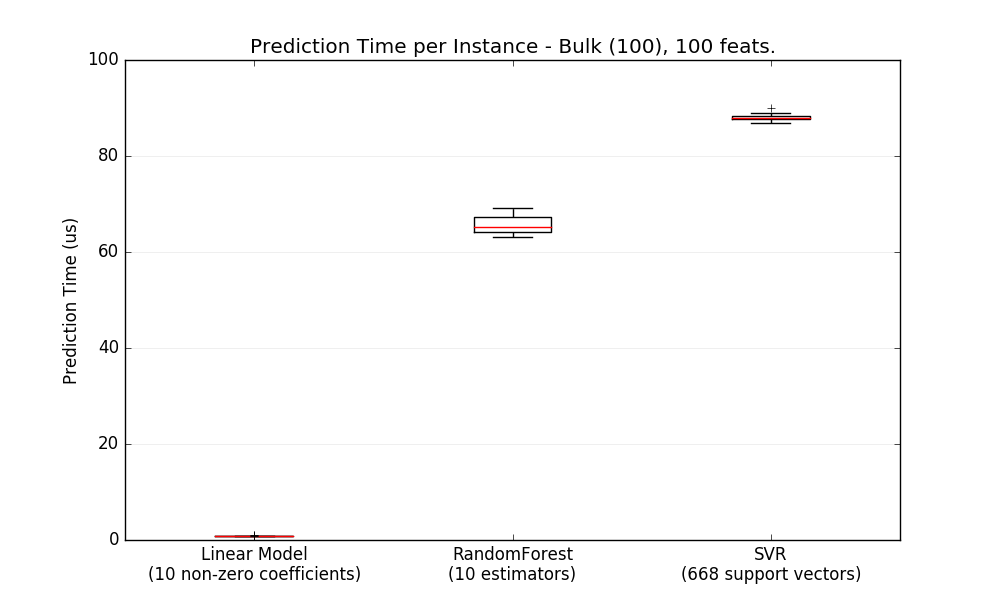 Prediction Time per Instance - Bulk (100), 100 feats.
100
80
60
40
20
0
Prediction Time (us)
Linear Model
(10 non-zero coefficients)
RandomForest
(10 estimators)
SVR
(668 support vectors)